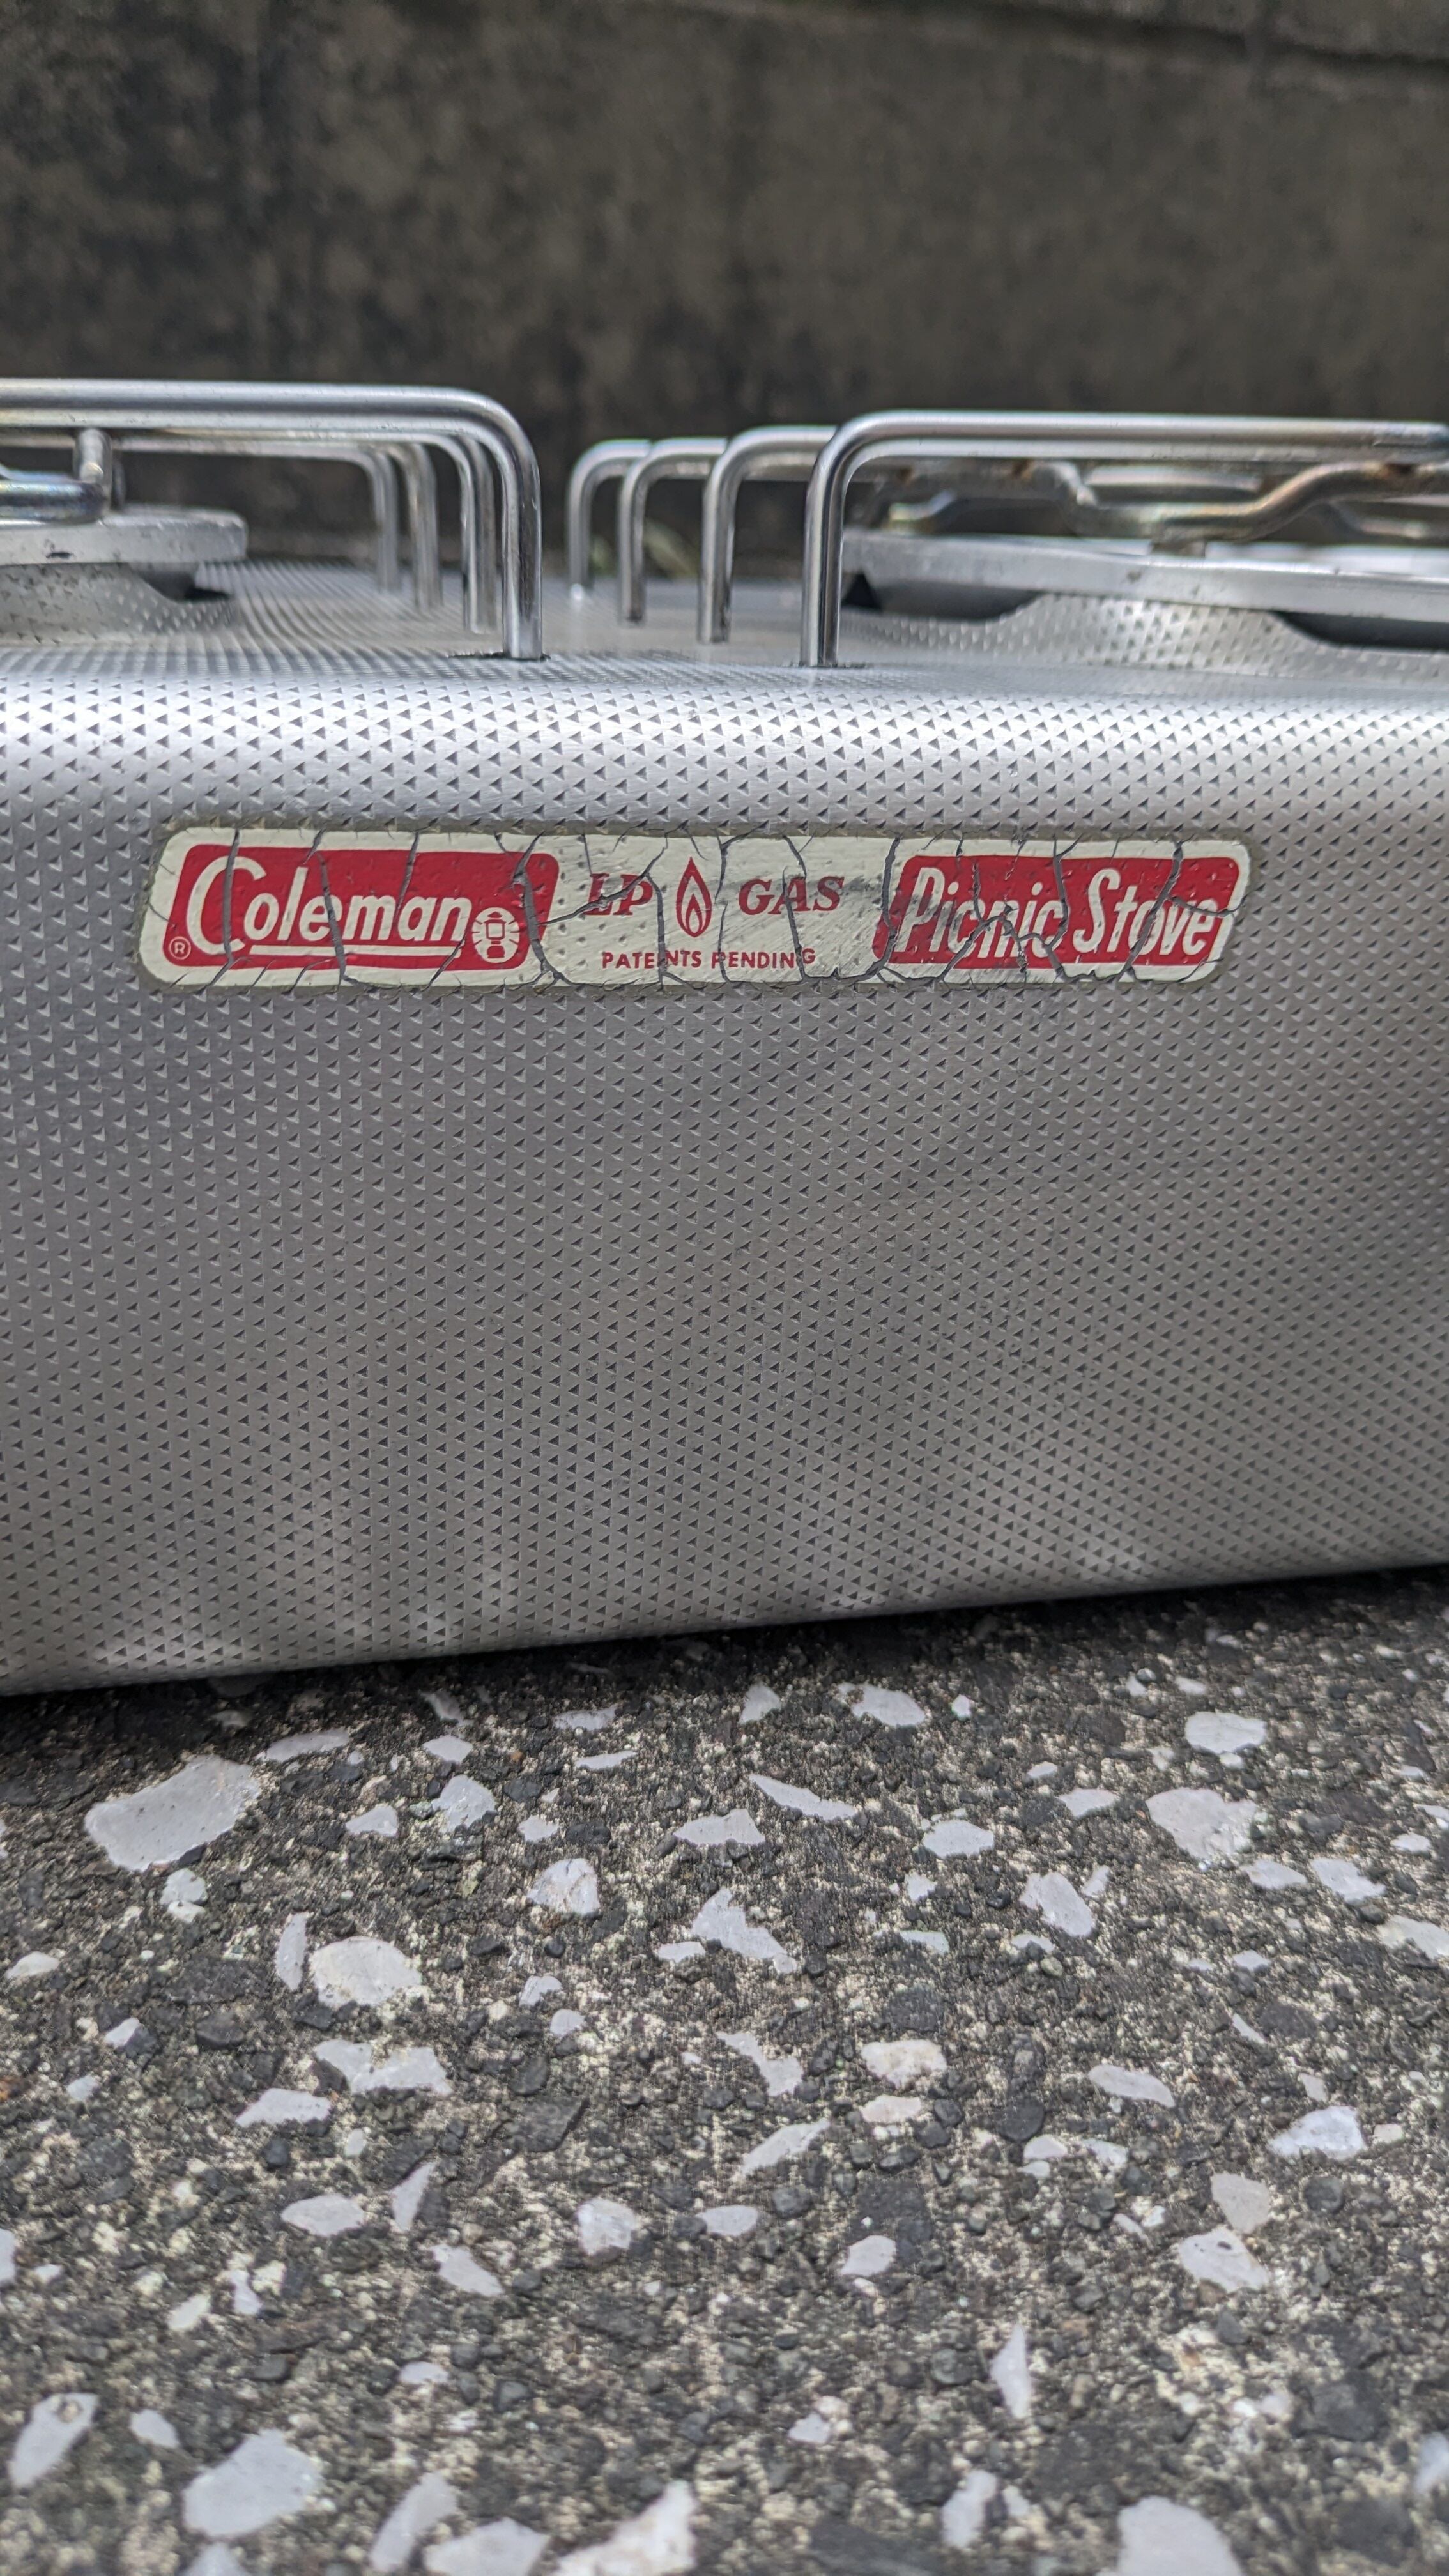 ® Coleman LP GAS Picnic Stove
PATENTS PENDING